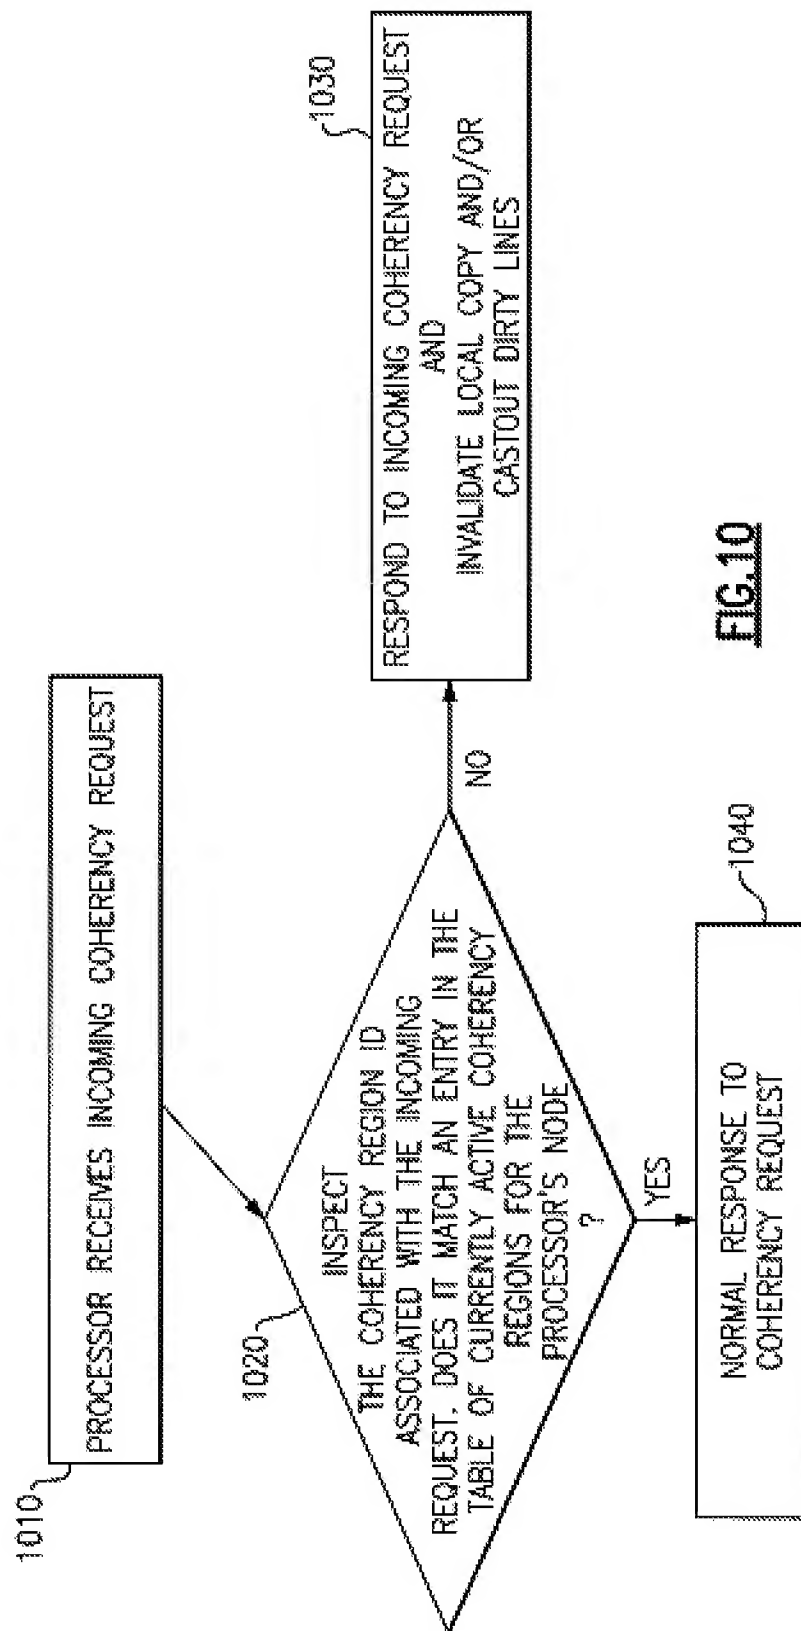 1010
PROCESSOR RECEIVES INCOMING COHERENCY REQUEST
1020
INSPECT
THE COHERENCY REGION ID
ASSOCIATED WITH THE INCOMING
REQUEST. DOES IT MATCH AN ENTRY IN THE
TABLE OF CURRENTLY ACTIVE COHERENCY
REGIONS FOR THE
PROCESSOR'S NODE
?
NO
1030
RESPOND TO INCOMING COHERENCY REQUEST
AND
INVALIDATE LOCAL COPY AND/OR
CASTOUT DIRTY LINES
YES
1040
NORMAL RESPONSE TO
COHERENCY REQUEST
FIG.10